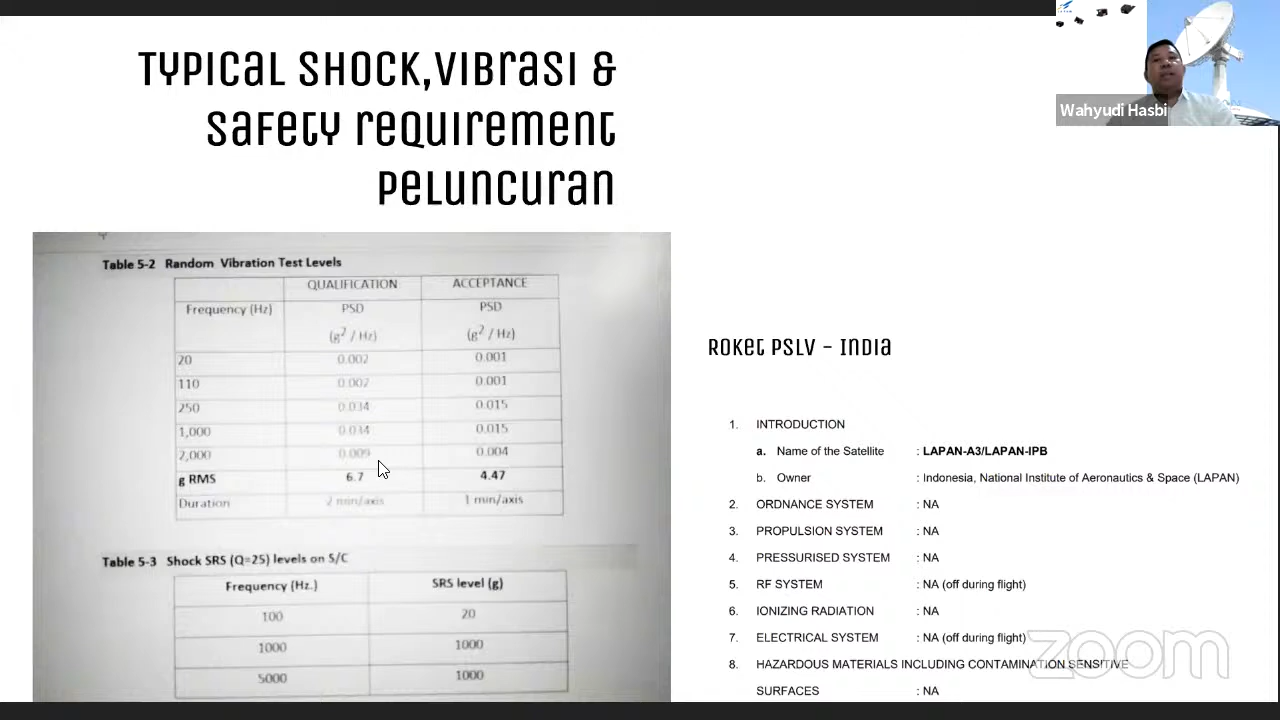 Typical Shock,Vibrasi &
Safety requirement
Peluncuran
Wahyudi Hasbi
Table 5-2 Random Vibration Test Levels
QUALIFICATION ACCEPTANCE
Frequency (Hz) PSD PSD
(g² / Hz) (g² / Hz)
20 0.002 0.001
110 0.002 0.001
250 0.034 0.015
1,000 0.034 0.015
2,000 0.009 0.004
g RMS 6.7 4.47
Duration 2 min/axis 1 min/axis
Table 5-3 Shock SRS (Q=25) levels on S/C
Frequency (Hz.) SRS level (g)
100 20
1000 1000
5000 1000
Roket PSLV - India
1. INTRODUCTION
a. Name of the Satellite : LAPAN-A3/LAPAN-IPB
b. Owner : Indonesia, National Institute of Aeronautics & Space (LAPAN)
2. ORDNANCE SYSTEM : NA
3. PROPULSION SYSTEM : NA
4. PRESSURISED SYSTEM : NA
5. RF SYSTEM : NA (off during flight)
6. IONIZING RADIATION : NA
7. ELECTRICAL SYSTEM : NA (off during flight)
8. HAZARDOUS MATERIALS INCLUDING CONTAMINATION SENSITIVE
SURFACES : NA
zoom